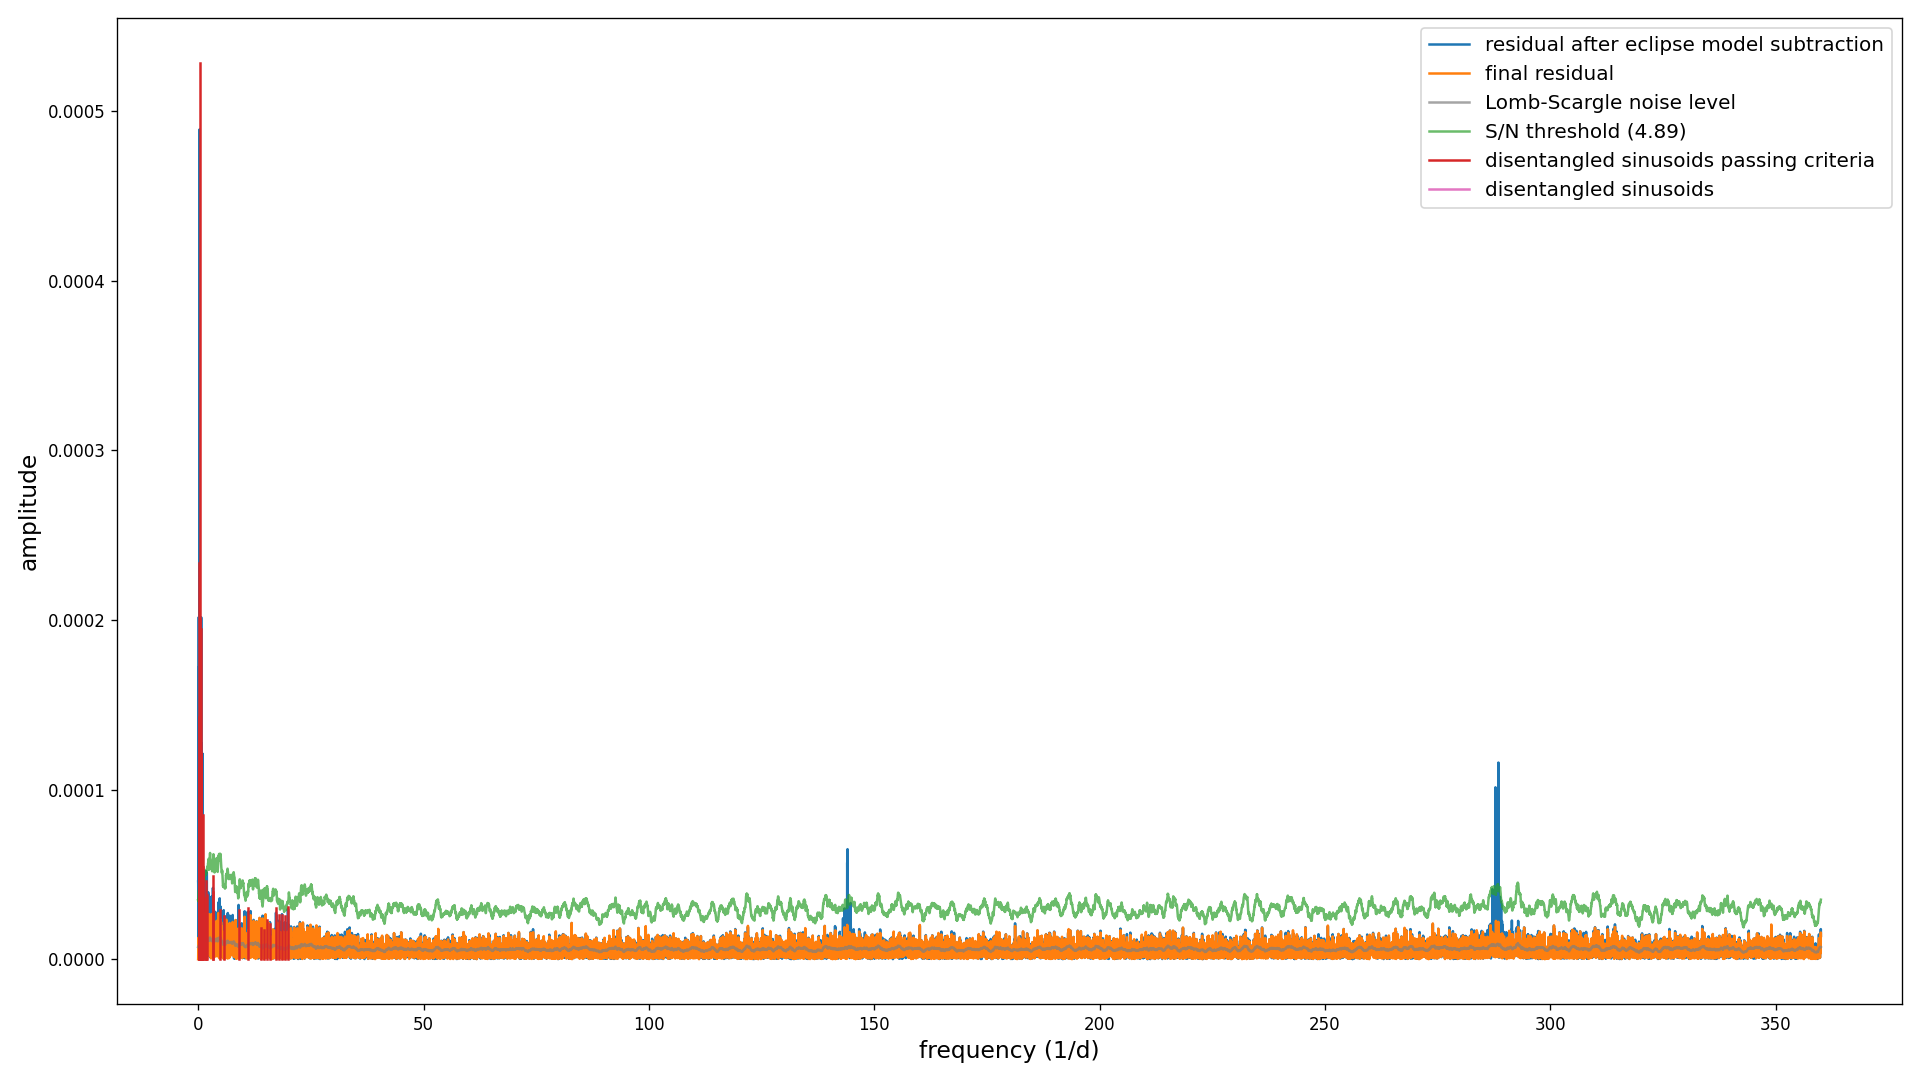 residual after eclipse model subtraction
final residual
Lomb-Scargle noise level
S/N threshold (4.89)
disentangled sinusoids passing criteria
disentangled sinusoids
0.0005
0.0004
0.0003
0.0002
0.0001
0.0000
amplitude
0 50 100 150 200 250 300 350
frequency (1/d)